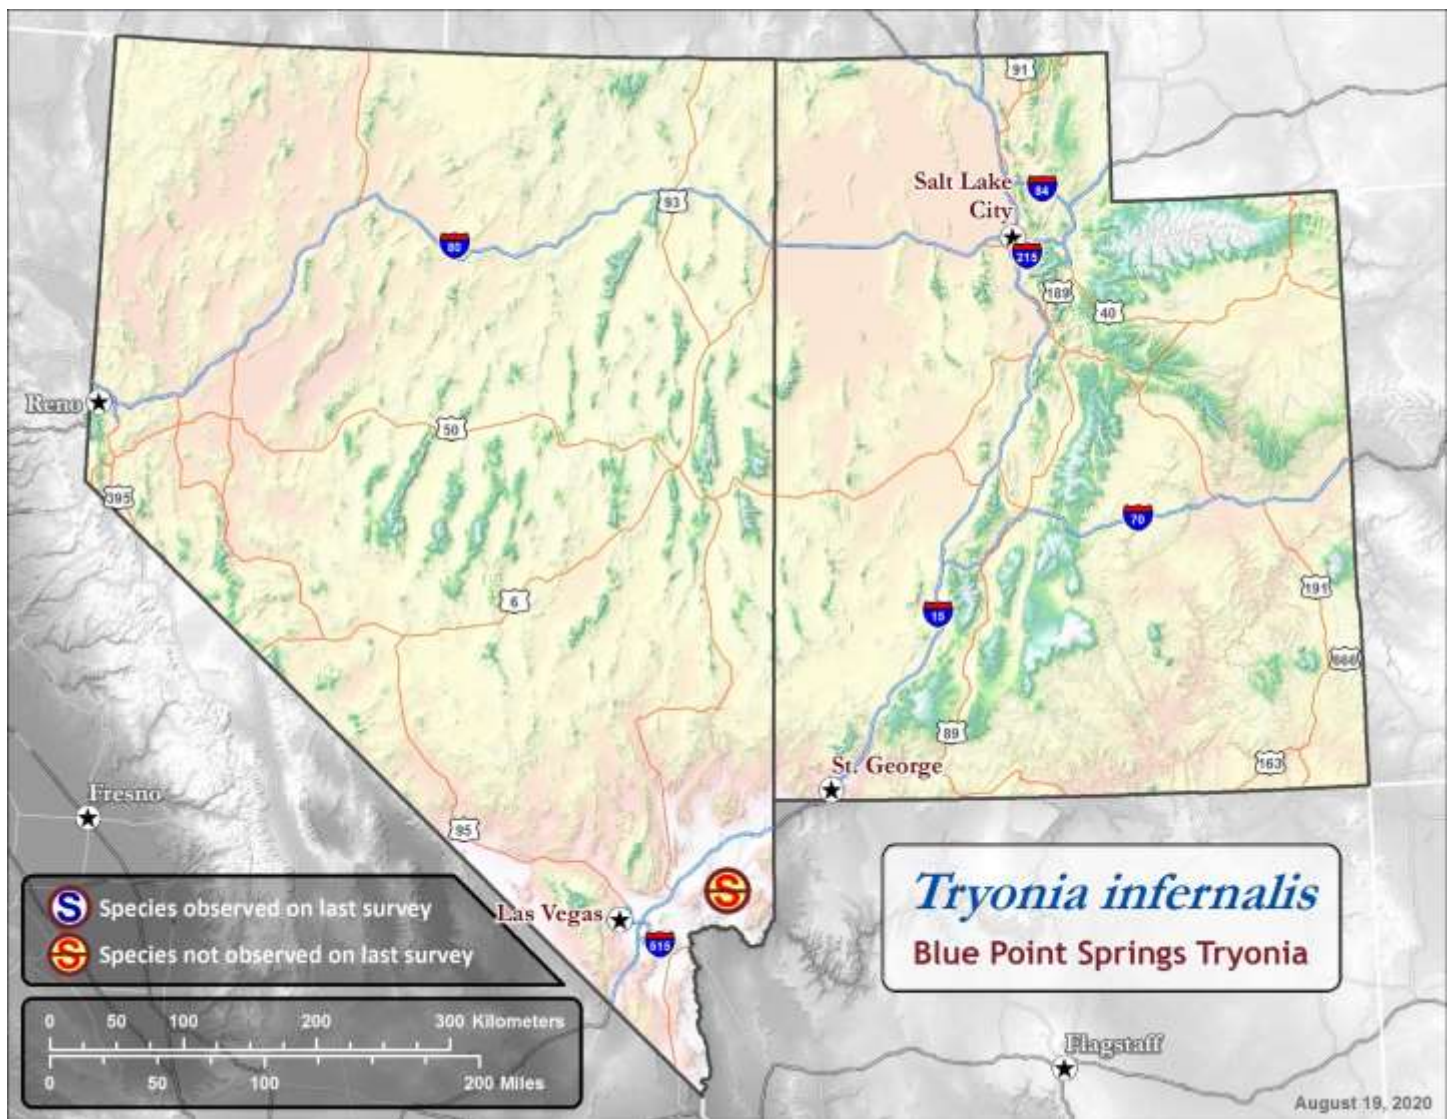 91
Salt Lake
City
84
93
80
215
189
40
Reno
50
395
70
6
191
15
666
89
163
St. George
Fresno
95
Las Vegas
515
S Species observed on last survey
S Species not observed on last survey
Tryonia infernalis
Blue Point Springs Tryonia
0 50 100 200 300 Kilometers
0 50 100 200 Miles
Flagstaff
August 19, 2020